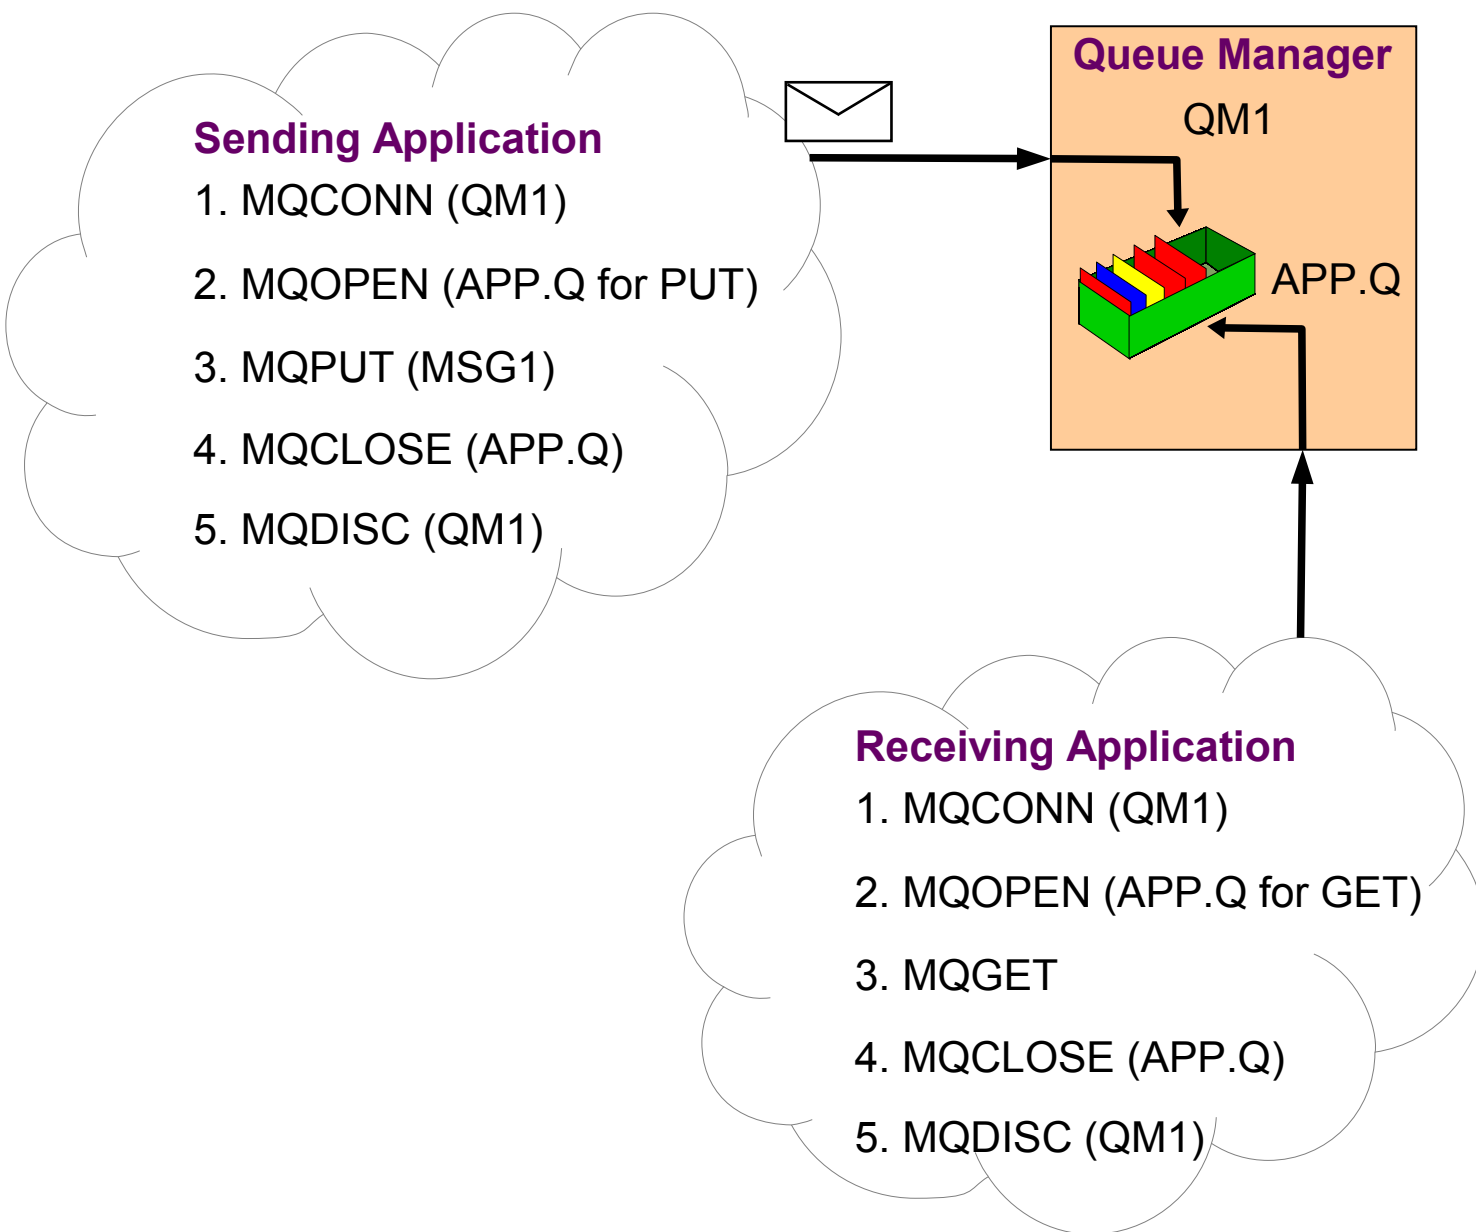 Sending Application
1. MQCONN (QM1)
2. MQOPEN (APP.Q for PUT)
3. MQPUT (MSG1)
4. MQCLOSE (APP.Q)
5. MQDISC (QM1)
Queue Manager
QM1
APP.Q
Receiving Application
1. MQCONN (QM1)
2. MQOPEN (APP.Q for GET)
3. MQGET
4. MQCLOSE (APP.Q)
5. MQDISC (QM1)